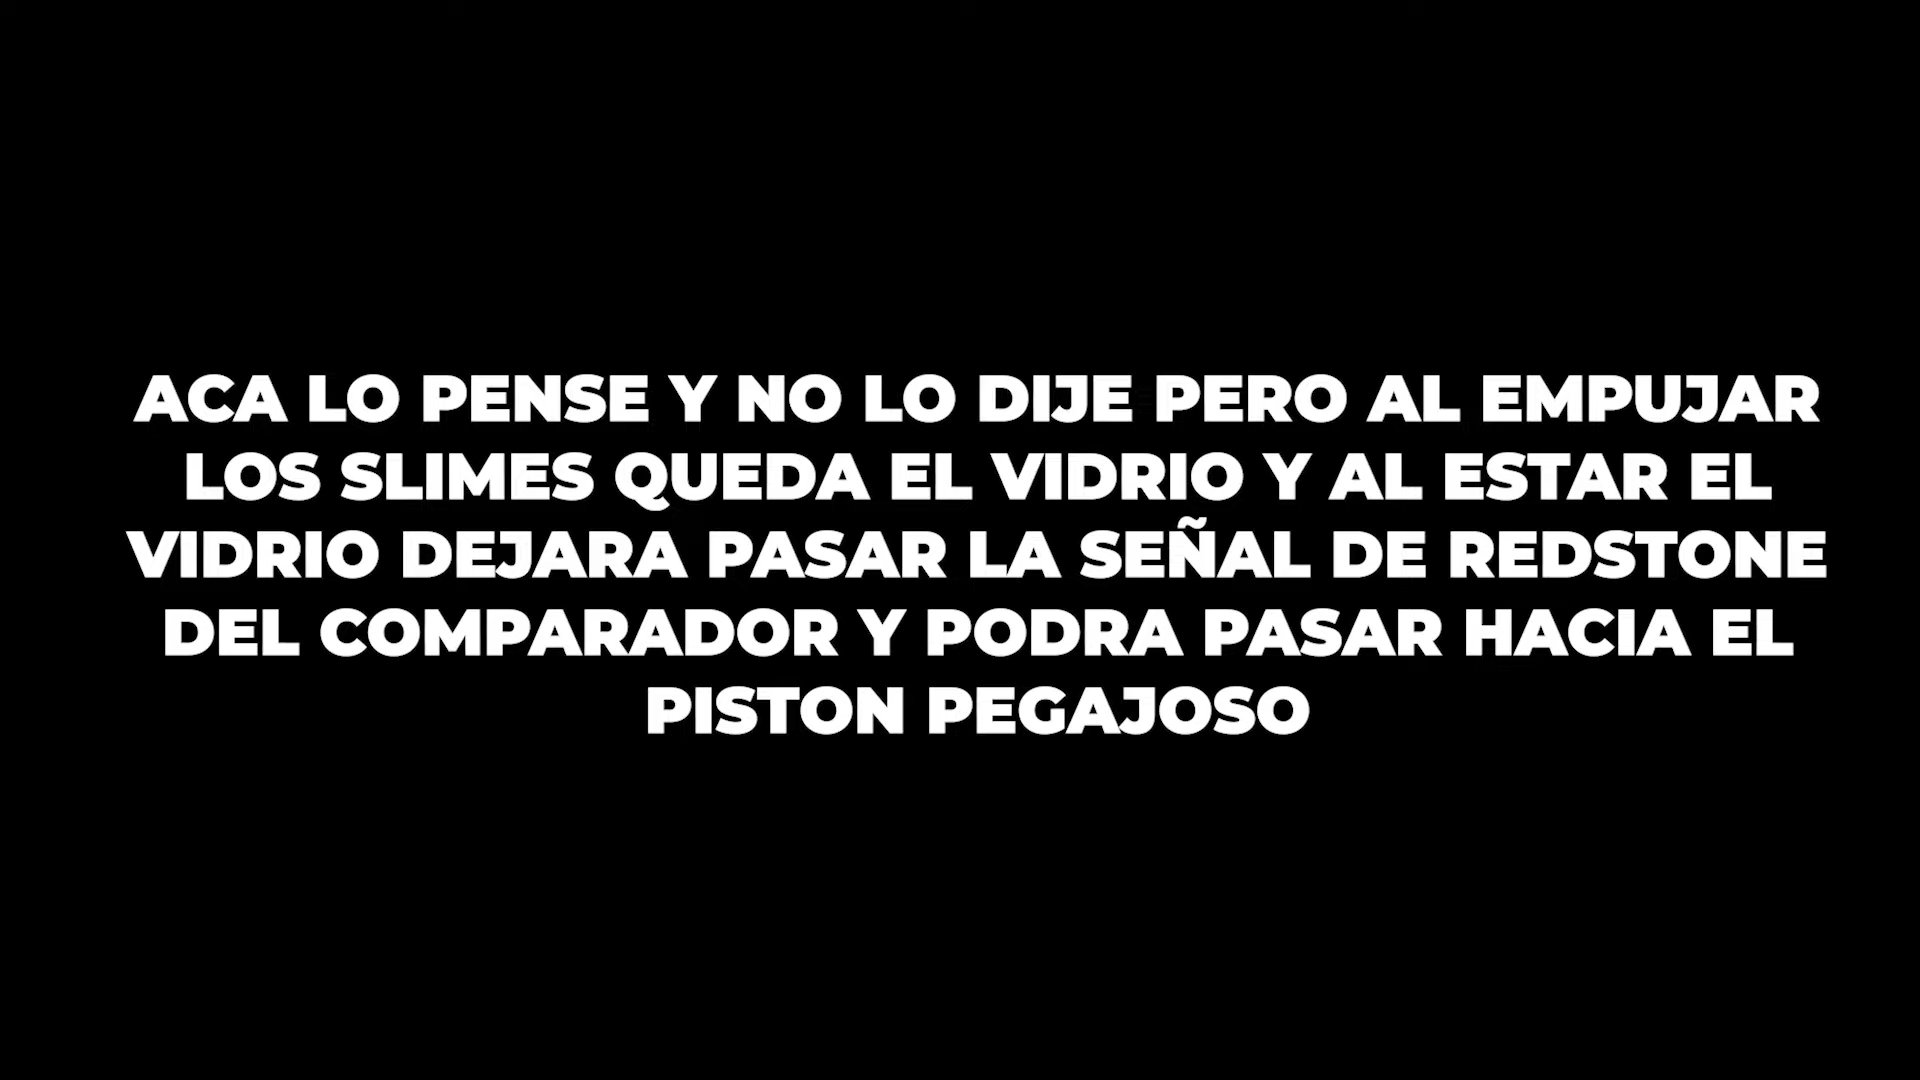 ACA LO PENSE Y NO LO DIJE PERO AL EMPUJAR
LOS SLIMES QUEDA EL VIDRIO Y AL ESTAR EL
VIDRIO DEJARA PASAR LA SEÑAL DE REDSTONE
DEL COMPARADOR Y PODRA PASAR HACIA EL
PISTON PEGAJOSO